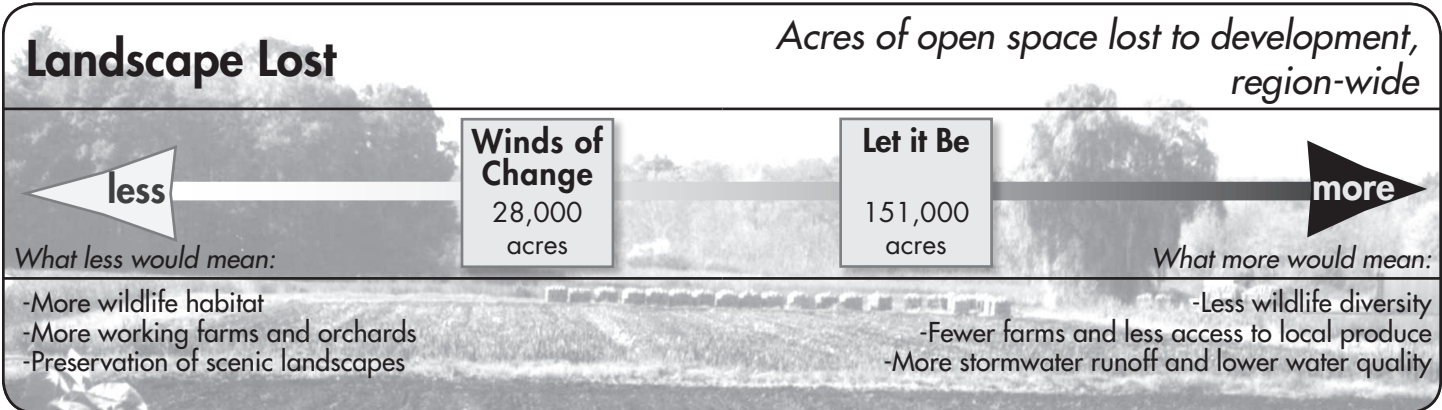 Landscape Lost
Acres of open space lost to development,
region-wide
less
Winds of
Change
28,000
acres
Let it Be
151,000
acres
more
What less would mean:
-More wildlife habitat
-More working farms and orchards
-Preservation of scenic landscapes
What more would mean:
-Less wildlife diversity
-Fewer farms and less access to local produce
-More stormwater runoff and lower water quality